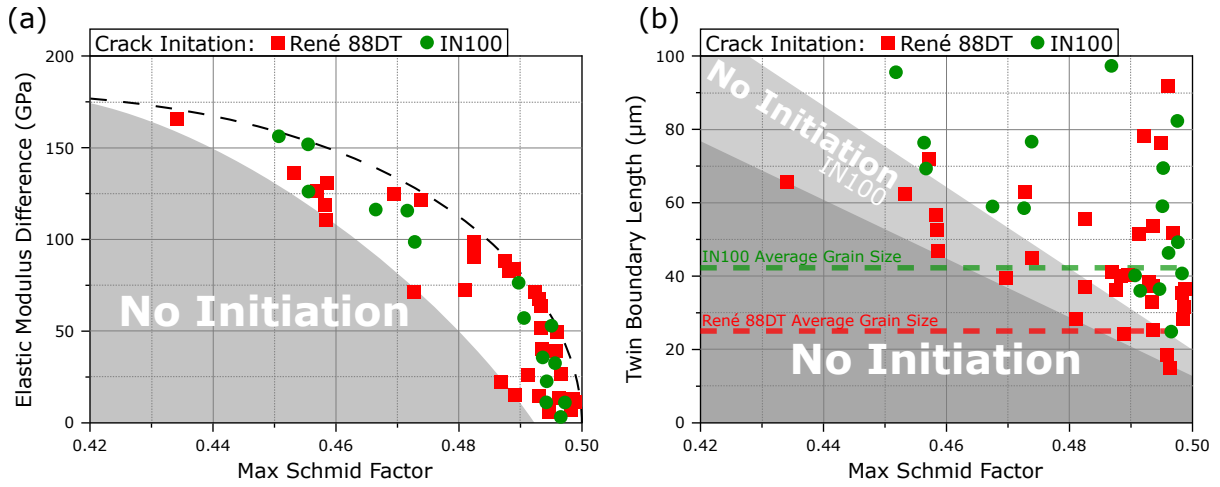 (a)
Crack Initation: René 88DT IN100
200
150
100
50
0
Elastic Modulus Difference (GPa)
No Initiation
0.42 0.44 0.46 0.48 0.50
Max Schmid Factor
(b)
Crack Initation: René 88DT IN100
100
80
60
40
20
0
Twin Boundary Length (µm)
No Initiation
IN100
IN100 Average Grain Size
René 88DT Average Grain Size
No Initiation
0.42 0.44 0.46 0.48 0.50
Max Schmid Factor